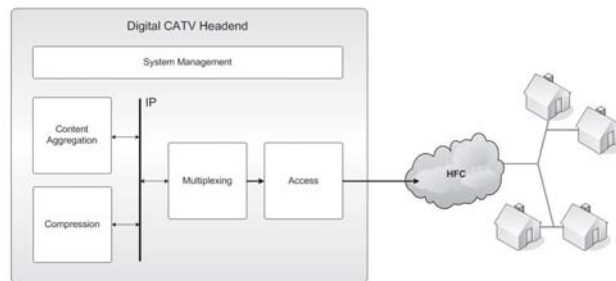 Digital CATV Headend
System Management
IP
Content
Aggregation
Compression
Multiplexing
Access
HFC